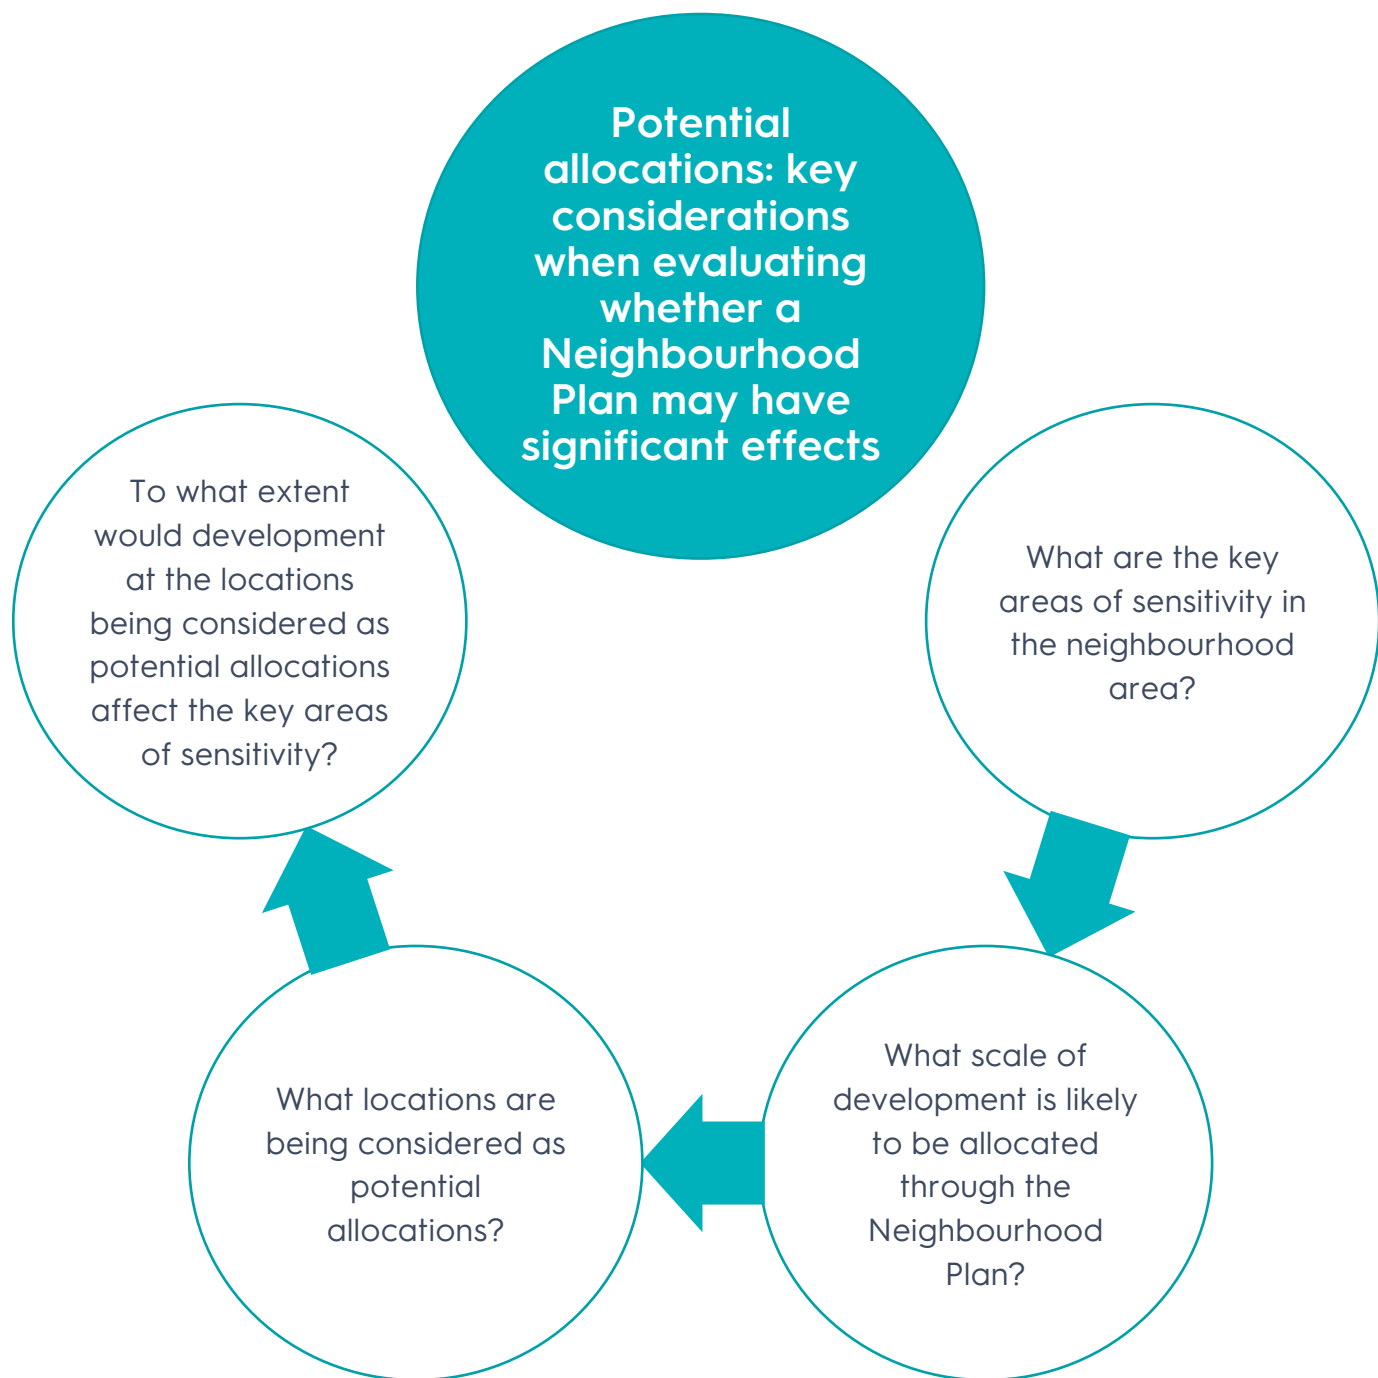 Potential
allocations: key
considerations
when evaluating
whether a
Neighbourhood
Plan may have
significant effects
What are the key
areas of sensitivity in
the neighbourhood
area?
What scale of
development is likely
to be allocated
through the
Neighbourhood
Plan?
What locations are
being considered as
potential
allocations?
To what extent
would development
at the locations
being considered as
potential allocations
affect the key areas
of sensitivity?